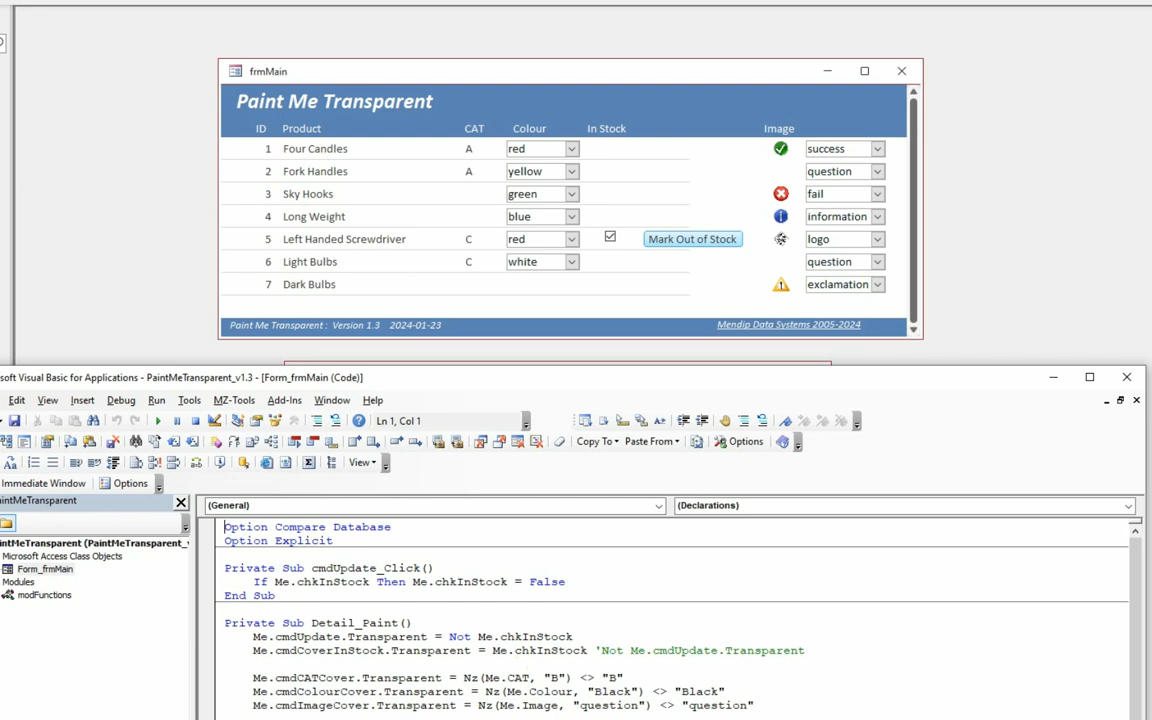 frmMain
Paint Me Transparent
ID Product CAT Colour In Stock Image
1 Four Candles A red success
2 Fork Handles A yellow question
3 Sky Hooks green fail
4 Long Weight blue information
5 Left Handed Screwdriver C red Mark Out of Stock logo
6 Light Bulbs C white question
7 Dark Bulbs exclamation
Paint Me Transparent : Version 1.3 2024-01-23 Mendip Data Systems 2005-2024
soft Visual Basic for Applications - PaintMeTransparent_v1.3 - [Form_frmMain (Code)]
Edit View Insert Debug Run Tools MZ-Tools Add-Ins Window Help
Ln 1, Col 1
Copy To Paste From Options
View
Immediate Window Options
aintMeTransparent
(General) (Declarations)
intMeTransparent (PaintMeTransparent_v
Microsoft Access Class Objects
Form_frmMain
Modules
modFunctions
Option Compare Database
Option Explicit
Private Sub cmdUpdate_Click()
If Me.chkInStock Then Me.chkInStock = False
End Sub
Private Sub Detail_Paint()
Me.cmdUpdate.Transparent = Not Me.chkInStock
Me.cmdCoverInStock.Transparent = Me.chkInStock 'Not Me.cmdUpdate.Transparent
Me.cmdCATCover.Transparent = Nz(Me.CAT, "B") <> "B"
Me.cmdColourCover.Transparent = Nz(Me.Colour, "Black") <> "Black"
Me.cmdImageCover.Transparent = Nz(Me.Image, "question") <> "question"